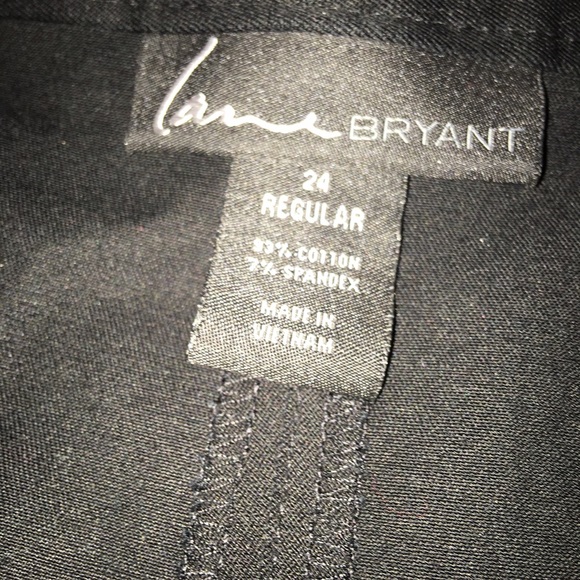 Lane BRYANT
24
REGULAR
93% COTTON
7% SPANDEX
MADE IN
VIETNAM